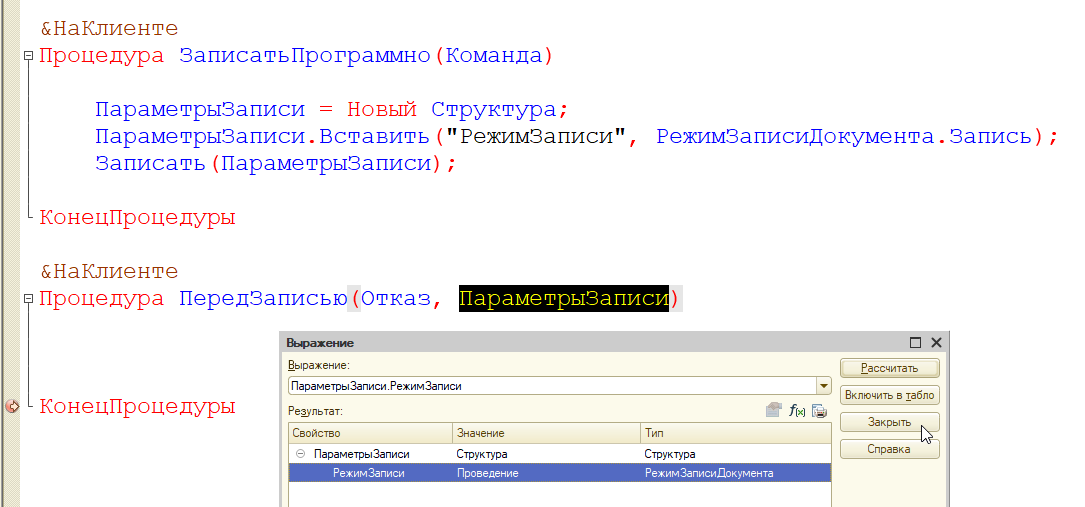 &НаКлиенте
Процедура ЗаписатьПрограммно(Команда)
ПараметрыЗаписи = Новый Структура;
ПараметрыЗаписи.Вставить("РежимЗаписи", РежимЗаписиДокумента.Запись);
Записать(ПараметрыЗаписи);
КонецПроцедуры
&НаКлиенте
Процедура ПередЗаписью(Отказ, ПараметрыЗаписи)
КонецПроцедуры
Выражение
Выражение:
Рассчитать
ПараметрыЗаписи.РежимЗаписи
Включить в табло
Результат:
f(x)
Закрыть
Свойство Значение Тип
Справка
ПараметрыЗаписи Структура Структура
РежимЗаписи Проведение РежимЗаписиДокумента